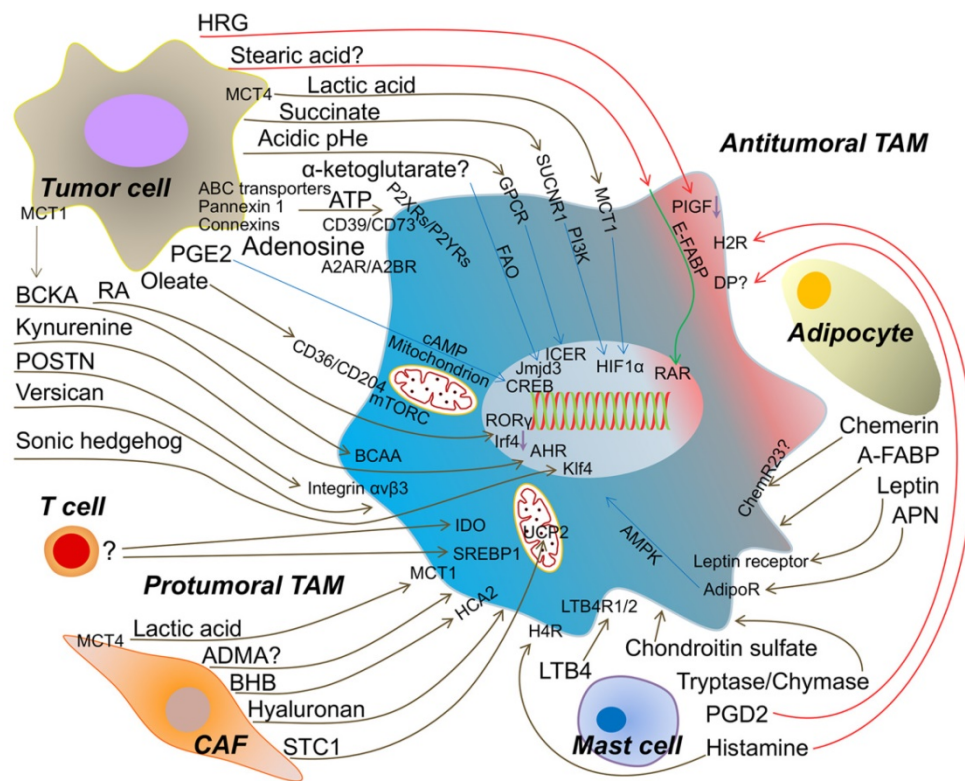 HRG
Stearic acid?
MCT4
Lactic acid
Succinate
Acidic pHe
α-ketoglutarate?
Antitumoral TAM
Tumor cell
MCT1
ABC transporters
Pannexin 1
Connexins
ATP
CD39/CD73
P2XRs/P2YRs
GPCR
SUCNR1
MCT1
PI3K
FAO
E-FABP
PIGF
H2R
DP?
PGE2
Adenosine
A2AR/A2BR
Oleate
BCKA
RA
Kynurenine
POSTN
Versican
Sonic hedgehog
CD36/CD204
mTORC
cAMP
Mitochondrion
ICER
Jmjd3
CREB
HIF1α
RAR
RORγ
Irf4
AHR
Klf4
BCAA
Integrin αvβ3
Adipocyte
Chemerin
A-FABP
Leptin
APN
ChemR23?
Leptin receptor
AdipoR
AMPK
T cell
?
IDO
SREBP1
UCP2
Protumoral TAM
MCT1
HCA2
MCT4
Lactic acid
ADMA?
BHB
Hyaluronan
STC1
CAF
LTB4R1/2
H4R
LTB4
Chondroitin sulfate
Tryptase/Chymase
PGD2
Histamine
Mast cell